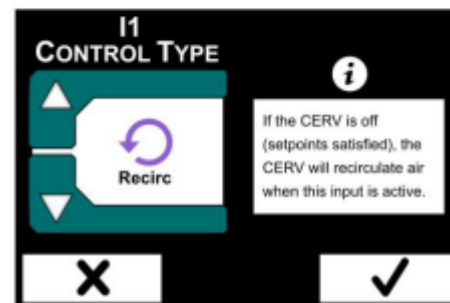 I1
CONTROL TYPE
i
If the CERV is off
(setpoints satisfied), the
CERV will recirculate air
when this input is active.
Recirc